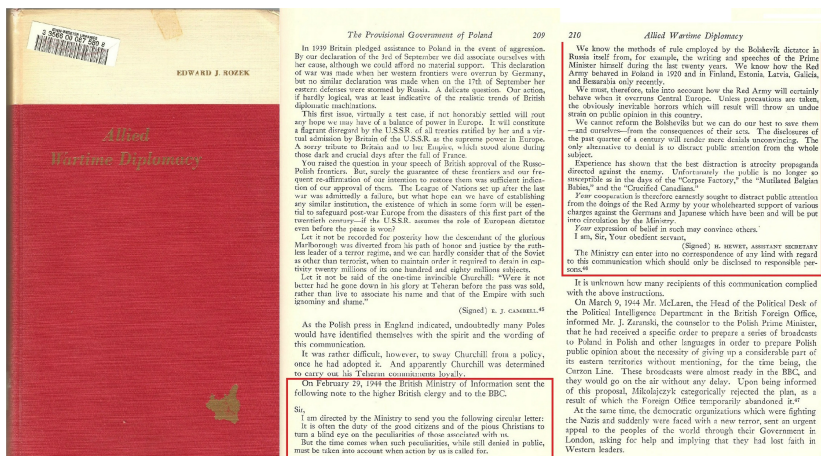 EDWARD J. ROZEK
Allied
Wartime Diplomacy
The Provisional Government of Poland 209
In 1939 Britain pledged assistance to Poland in the event of aggression.
By our declaration of the 3rd of September we did associate ourselves with
her cause, although we could afford no material support. This declaration
of war was made when her western frontiers were overrun by Germany,
but no similar declaration was made when on the 17th of September her
eastern defenses were stormed by Russia. A delicate question. Our action,
if hardly logical, was at least indicative of the realistic trends of British
diplomatic machinations.
This first issue, virtually a test case, if not honorably settled will rout
any hope we may have of a balance of power in Europe. It will constitute
a flagrant disregard by the U.S.S.R. of all treaties ratified by her and a vir-
tual admission by Britain of the U.S.S.R. as the supreme power in Europe.
A sorry tribute to Britain and to her Empire, which stood alone during
those dark and crucial days after the fall of France.
You raised the question in your speech of British approval of the Russo-
Polish frontiers. But, surely the guarantee of these frontiers and our fre-
quent re-affirmation of our intention to restore them was sufficient indica-
tion of our approval of them. The League of Nations set up after the last
war was admittedly a failure, but what hope can we have of establishing
any similar institution, the existence of which in some form will be essen-
tial to safeguard post-war Europe from the disasters of this first part of the
twentieth century—if the U.S.S.R. assumes the role of European dictator
even before the peace is won?
Let it not be recorded for posterity how the descendant of the glorious
Marlborough was diverted from his path of honor and justice by the ruth-
less leader of a terror regime, and we can hardly consider that of the Soviet
as other than terrorist, when to maintain order it required to detain in cap-
tivity twenty millions of its one hundred and eighty million subjects.
Let it not be said of the one-time invincible Churchill: "Were it not
better had he gone down in his glory at Teheran before the pass was sold,
rather than live to associate his name and that of the Empire with such
ignominy and shame."
(Signed) E. J. CAMBELL.45
As the Polish press in England indicated, undoubtedly many Poles
would have identified themselves with the spirit and the wording of
this communication.
It was rather difficult, however, to sway Churchill from a policy,
once he had adopted it. And apparently Churchill was determined
to carry out his Teheran commitments loyally.
On February 29, 1944 the British Ministry of Information sent the
following note to the higher British clergy and to the BBC.
Sir,
I am directed by the Ministry to send you the following circular letter:
It is often the duty of the good citizens and of the pious Christians to
turn a blind eye on the peculiarities of those associated with us.
But the time comes when such peculiarities, while still denied in public,
must be taken into account when action by us is called for.
210 Allied Wartime Diplomacy
We know the methods of rule employed by the Bolshevik dictator in
Russia itself from, for example, the writing and speeches of the Prime
Minister himself during the last twenty years. We know how the Red
Army behaved in Poland in 1920 and in Finland, Estonia, Latvia, Galicia,
and Bessarabia only recently.
We must, therefore, take into account how the Red Army will certainly
behave when it overruns Central Europe. Unless precautions are taken,
the obviously inevitable horrors which will result will throw an undue
strain on public opinion in this country.
We cannot reform the Bolsheviks but we can do our best to save them
—and ourselves—from the consequences of their acts. The disclosures of
the past quarter of a century will render mere denials unconvincing. The
only alternative to denial is to distract public attention from the whole
subject.
Experience has shown that the best distraction is atrocity propaganda
directed against the enemy. Unfortunately the public is no longer so
susceptible as in the days of the "Corpse Factory," the "Mutilated Belgian
Babies," and the "Crucified Canadians."
Your cooperation is therefore earnestly sought to distract public attention
from the doings of the Red Army by your wholehearted support of various
charges against the Germans and Japanese which have been and will be put
into circulation by the Ministry.
Your expression of belief in such may convince others.
I am, Sir, Your obedient servant,
(Signed) H. HEWET, ASSISTANT SECRETARY
The Ministry can enter into no correspondence of any kind with regard
to this communication which should only be disclosed to responsible per-
sons.46
It is unknown how many recipients of this communication complied
with the above instructions.
On March 9, 1944 Mr. McLaren, the Head of the Political Desk of
the Political Intelligence Department in the British Foreign Office,
informed Mr. J. Zaranski, the counselor to the Polish Prime Minister,
that he had received a specific order to prepare a series of broadcasts
to Poland in Polish and other languages in order to prepare Polish
public opinion about the necessity of giving up a considerable part of
its eastern territories without mentioning, for the time being, the
Curzon Line. These broadcasts were almost ready in the BBC, and
they would go on the air without any delay. Upon being informed
of this proposal, Mikolajczyk categorically rejected the plan, as a
result of which the Foreign Office temporarily abandoned it.47
At the same time, the democratic organizations which were fighting
the Nazis and suddenly were faced with a new terror, sent an urgent
appeal to the peoples of the world through their Government in
London, asking for help and implying that they had lost faith in
Western leaders.